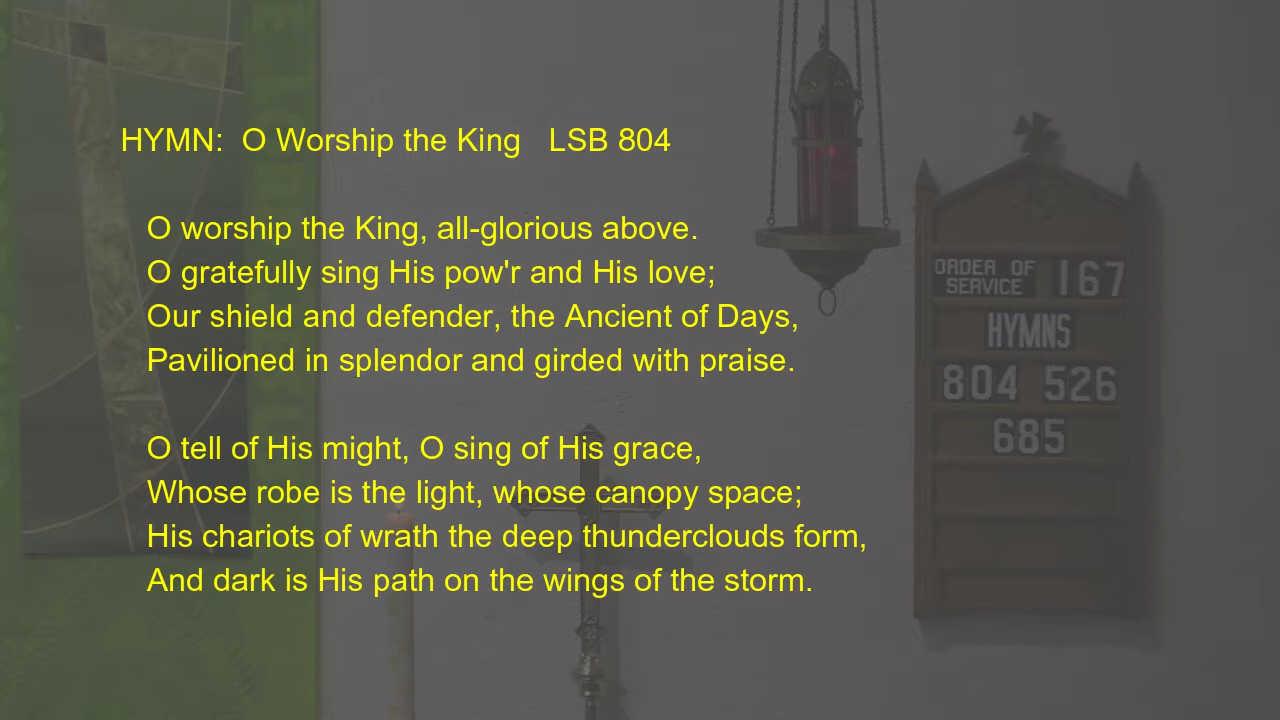 HYMN:  O Worship the King   LSB 804
O worship the King, all-glorious above.
O gratefully sing His pow'r and His love;
Our shield and defender, the Ancient of Days,
Pavilioned in splendor and girded with praise.
O tell of His might, O sing of His grace,
Whose robe is the light, whose canopy space;
His chariots of wrath the deep thunderclouds form,
And dark is His path on the wings of the storm.
ORDER OF
SERVICE 167
HYMNS
804 526
685